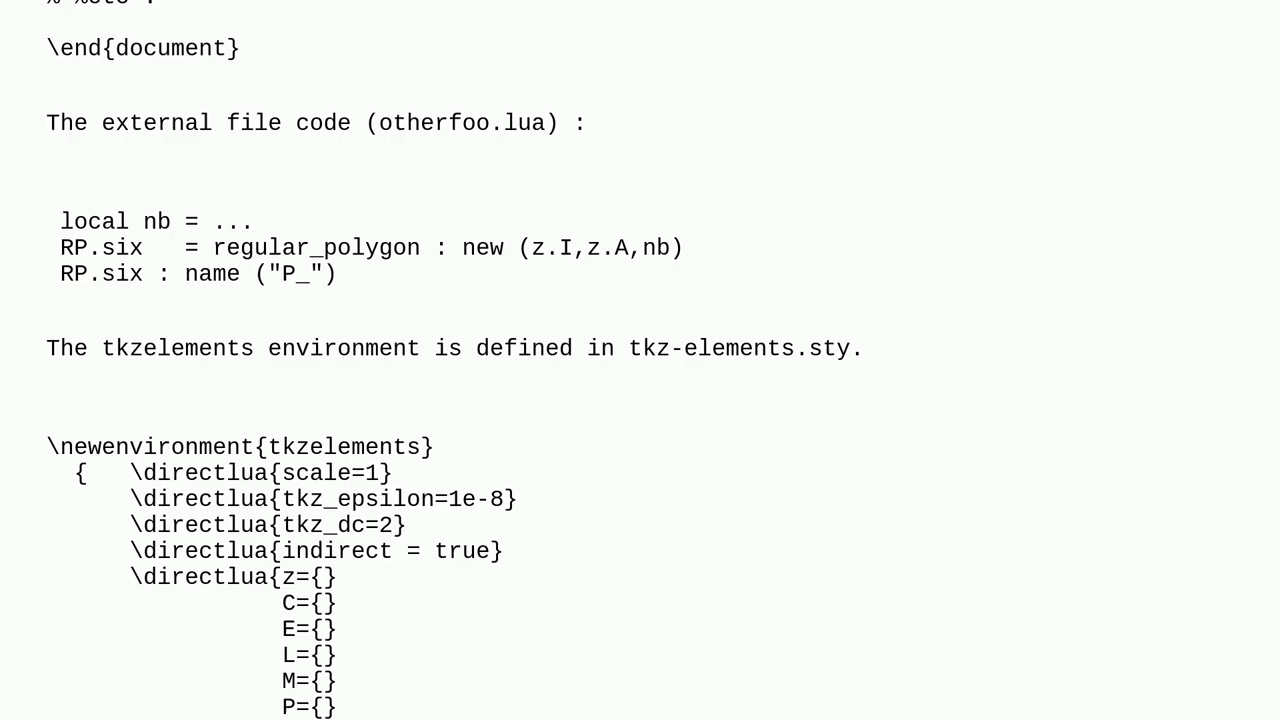 \end{document}
The external file code (otherfoo.lua) :
local nb = ...
RP.six   = regular_polygon : new (z.I,z.A,nb)
RP.six : name ("P_")
The tkzelements environment is defined in tkz-elements.sty.
\newenvironment{tkzelements}
{   \directlua{scale=1}
\directlua{tkz_epsilon=1e-8}
\directlua{tkz_dc=2}
\directlua{indirect = true}
\directlua{z={}
C={}
E={}
L={}
M={}
P={}